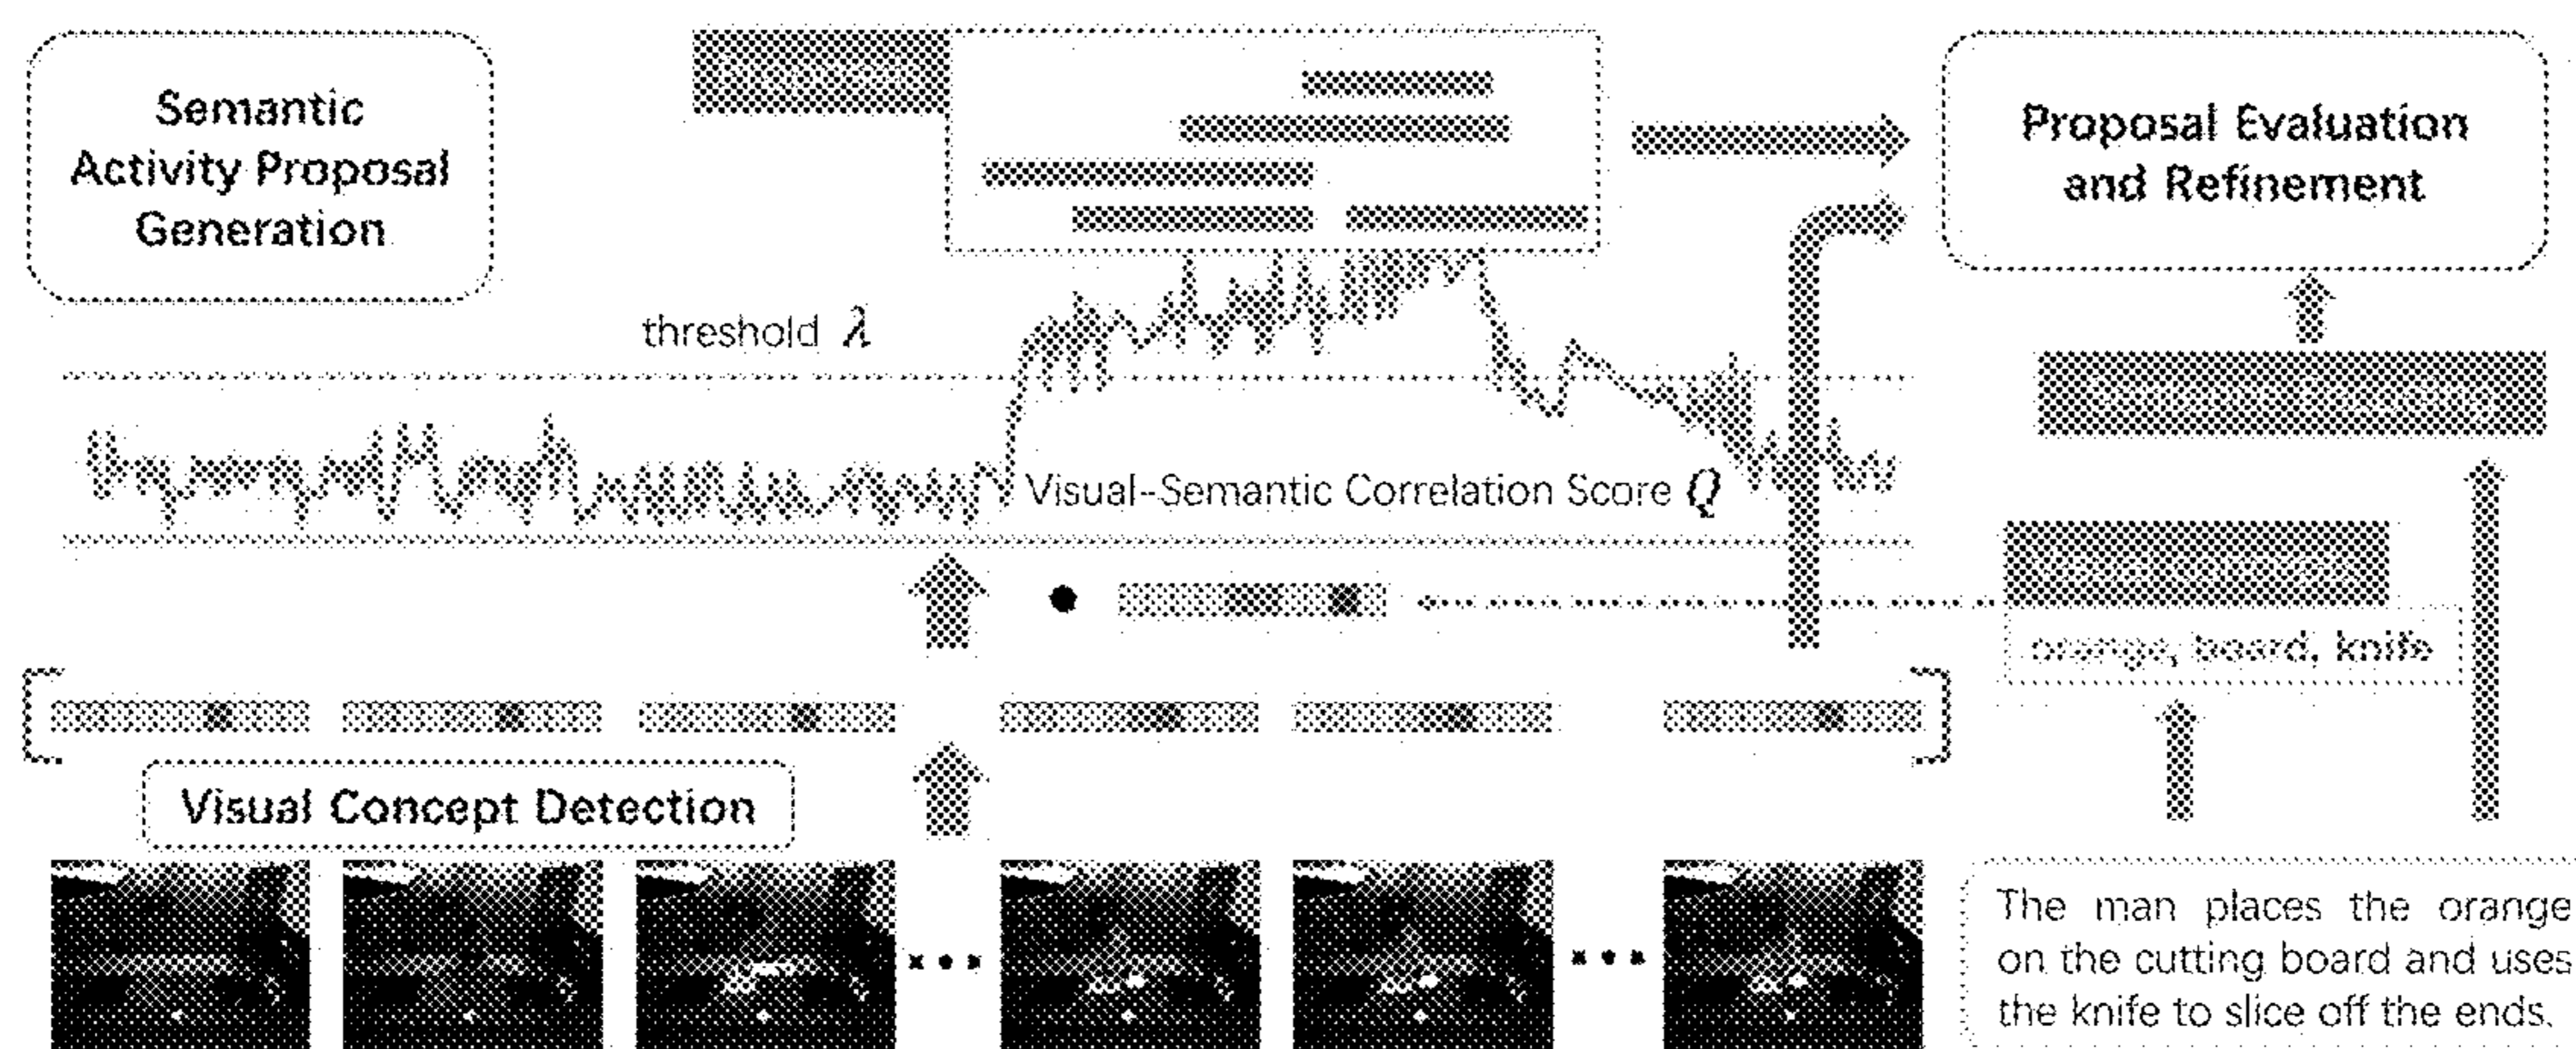 Semantic
Activity Proposal
Generation
Proposal Evaluation
and Refinement
threshold λ
Visual-Semantic Correlation Score Q
orange, board, knife
Visual Concept Detection
The man places the orange
on the cutting board and uses
the knife to slice off the ends.